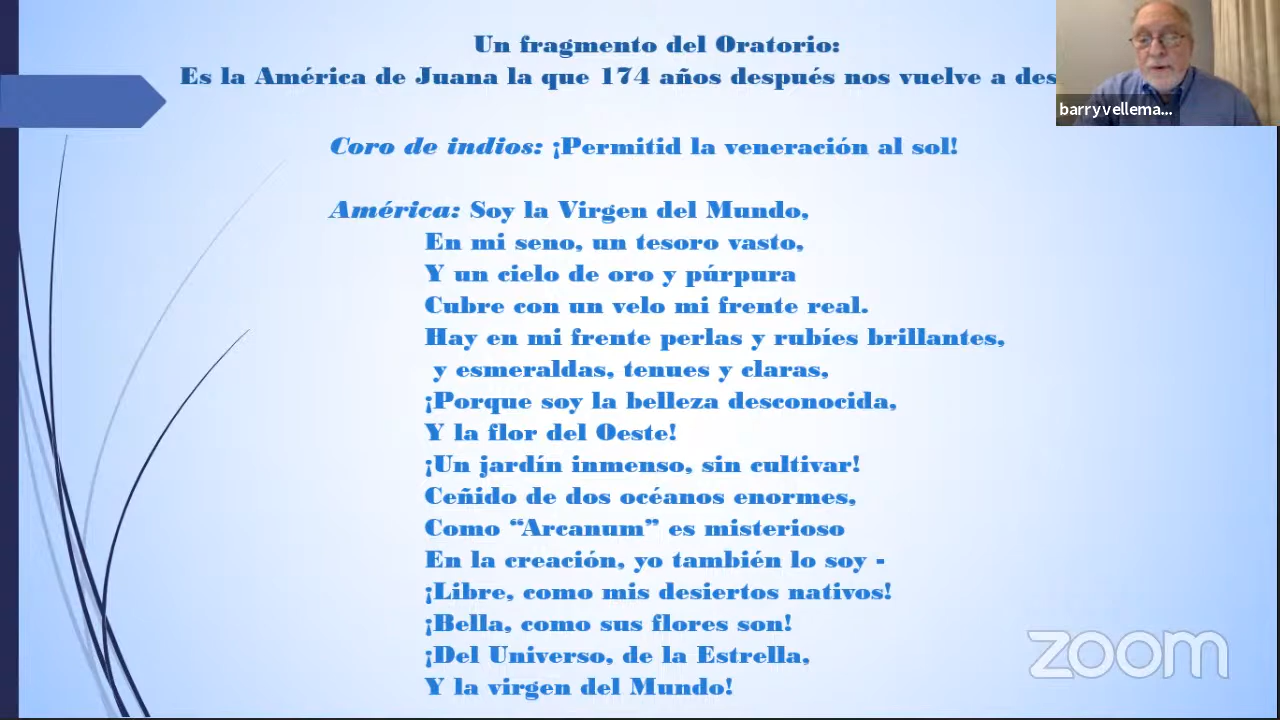 Un fragmento del Oratorio:
Es la América de Juana la que 174 años después nos vuelve a des
barryvellema...
Coro de indios: ¡Permitid la veneración al sol!
América: Soy la Virgen del Mundo,
En mi seno, un tesoro vasto,
Y un cielo de oro y púrpura
Cubre con un velo mi frente real.
Hay en mi frente perlas y rubíes brillantes,
y esmeraldas, tenues y claras,
¡Porque soy la belleza desconocida,
Y la flor del Oeste!
¡Un jardín inmenso, sin cultivar!
Ceñido de dos océanos enormes,
Como “Arcanum” es misterioso
En la creación, yo también lo soy -
¡Libre, como mis desiertos nativos!
¡Bella, como sus flores son!
¡Del Universo, de la Estrella,
Y la virgen del Mundo!
zoom